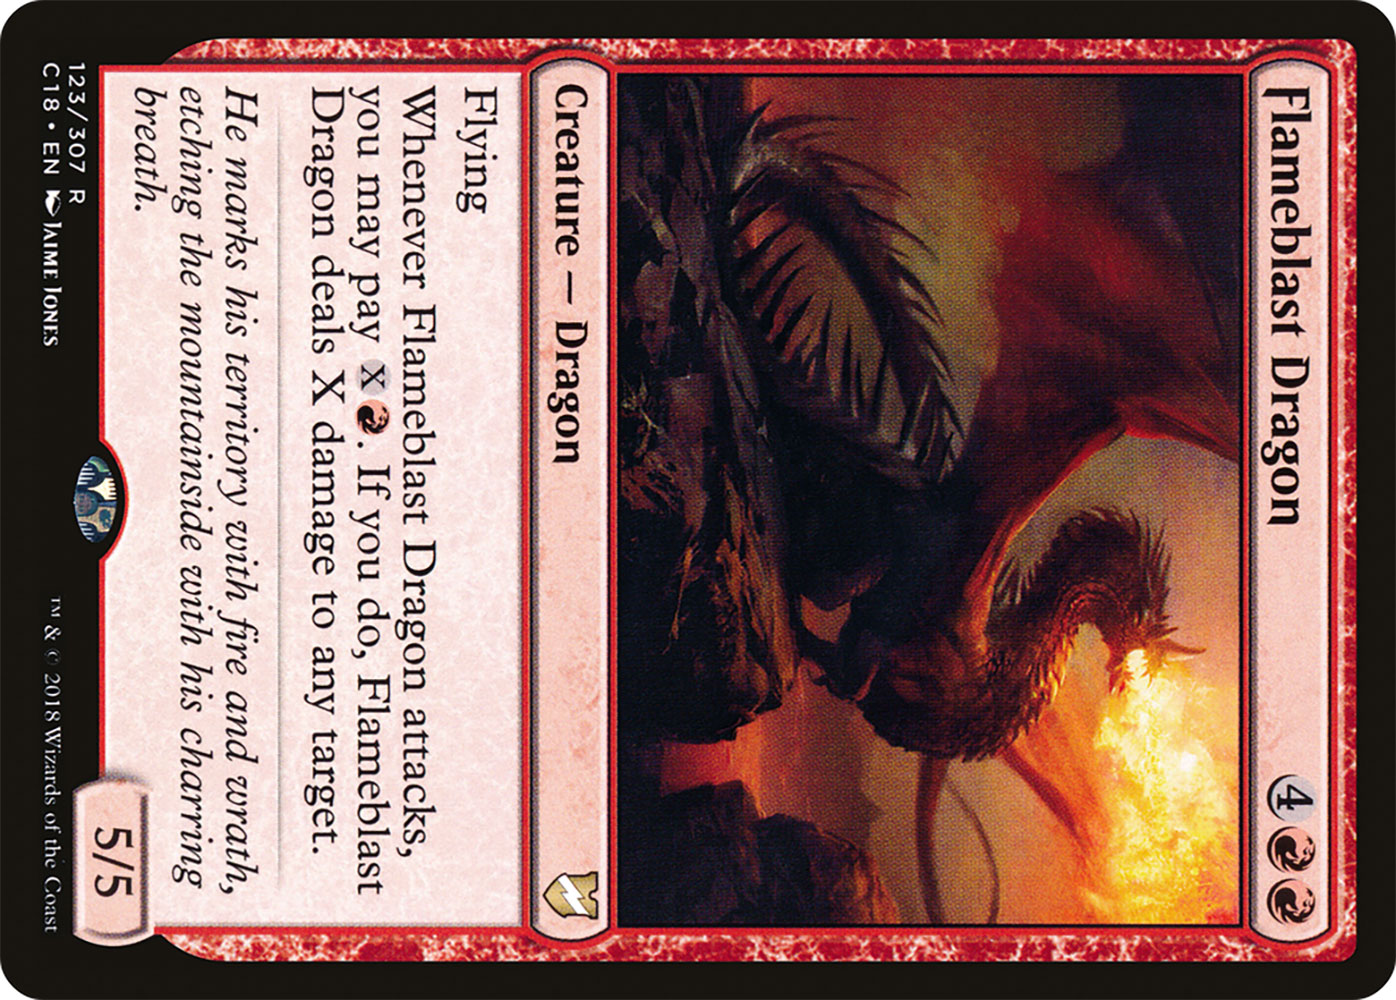 Flameblast Dragon 4
Creature — Dragon
Flying
Whenever Flameblast Dragon attacks,
you may pay X . If you do, Flameblast
Dragon deals X damage to any target.
He marks his territory with fire and wrath,
etching the mountainside with his charring
breath.
5/5
123/307 R
C18 • EN JAIME JONES
™ & © 2018 Wizards of the Coast